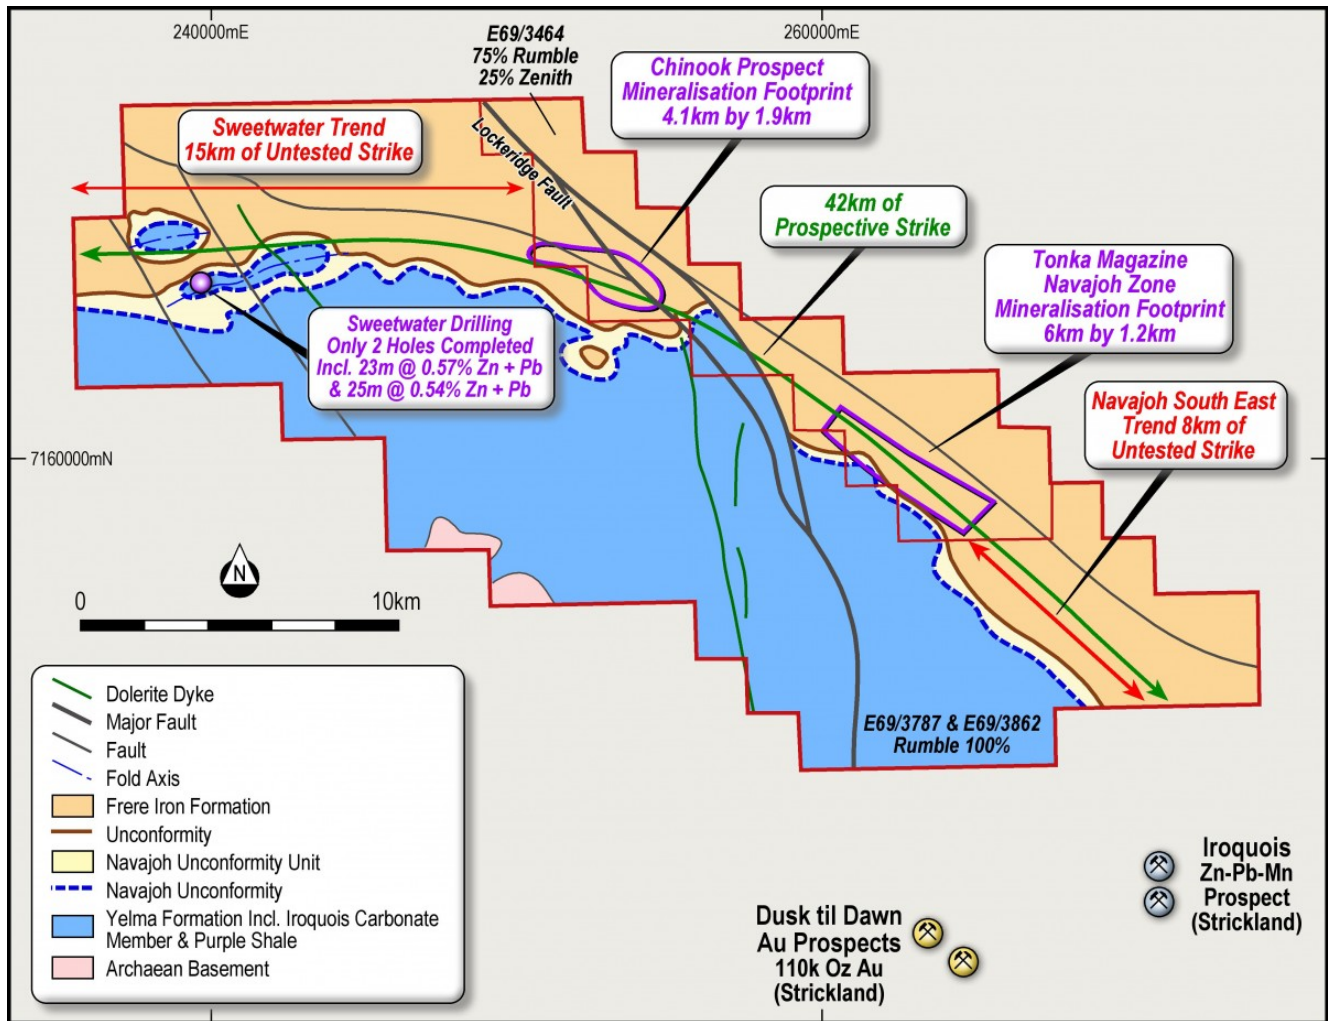 240000mE
260000mE
E69/3464
75% Rumble
25% Zenith
Chinook Prospect
Mineralisation Footprint
4.1km by 1.9km
Sweetwater Trend
15km of Untested Strike
Lockeridge Fault
42km of
Prospective Strike
Tonka Magazine
Navajoh Zone
Mineralisation Footprint
6km by 1.2km
Sweetwater Drilling
Only 2 Holes Completed
Incl. 23m @ 0.57% Zn + Pb
& 25m @ 0.54% Zn + Pb
Navajoh South East
Trend 8km of
Untested Strike
7160000mN
N
0
10km
Dolerite Dyke
Major Fault
Fault
Fold Axis
Frere Iron Formation
Unconformity
Navajoh Unconformity Unit
Navajoh Unconformity
Yelma Formation Incl. Iroquois Carbonate
Member & Purple Shale
Archaean Basement
E69/3787 & E69/3862
Rumble 100%
Iroquois
Zn-Pb-Mn
Prospect
(Strickland)
Dusk til Dawn
Au Prospects
110k Oz Au
(Strickland)